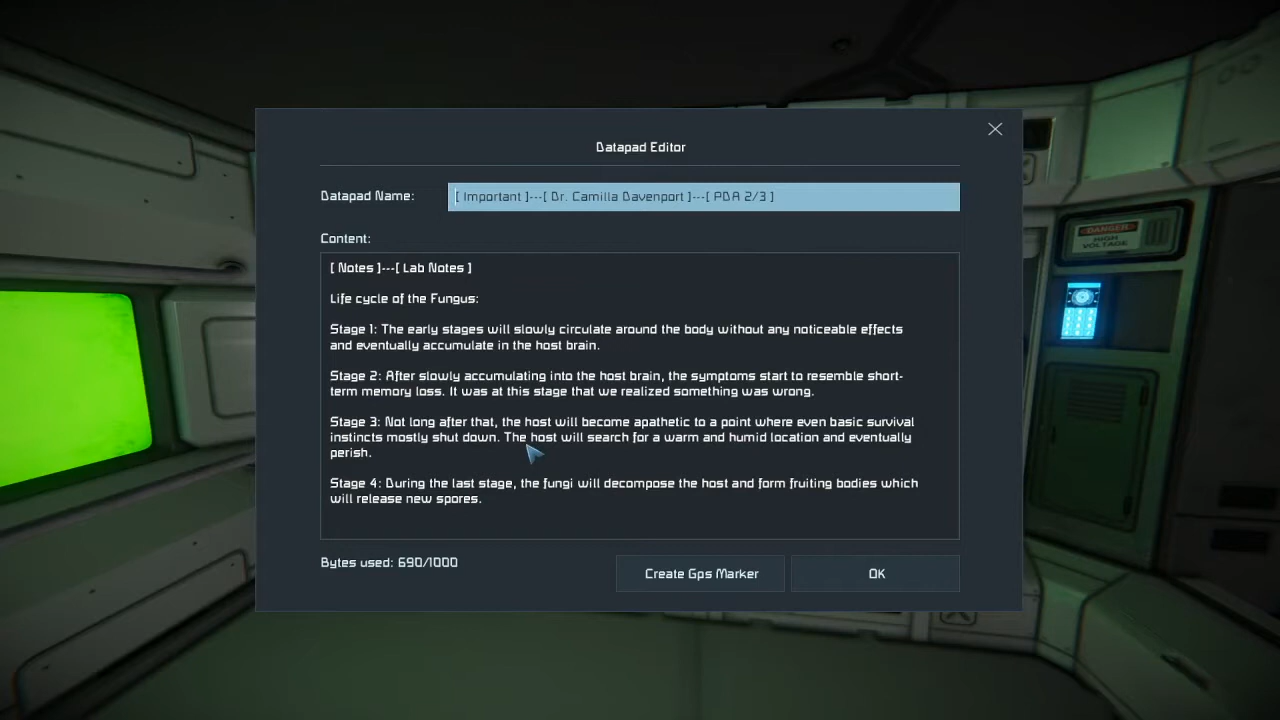 Datapad Editor
Datapad Name:
[ Important ]---[ Dr. Camilla Davenport ]---[ PDA 2/3 ]
Content:
[ Notes ]---[ Lab Notes ]
Life cycle of the Fungus:
Stage 1: The early stages will slowly circulate around the body without any noticeable effects
and eventually accumulate in the host brain.
Stage 2: After slowly accumulating into the host brain, the symptoms start to resemble short-
term memory loss. It was at this stage that we realized something was wrong.
Stage 3: Not long after that, the host will become apathetic to a point where even basic survival
instincts mostly shut down. The host will search for a warm and humid location and eventually
perish.
Stage 4: During the last stage, the fungi will decompose the host and form fruiting bodies which
will release new spores.
Bytes used: 690/1000
Create Gps Marker
OK
DANGER
HIGH
VOLTAGE